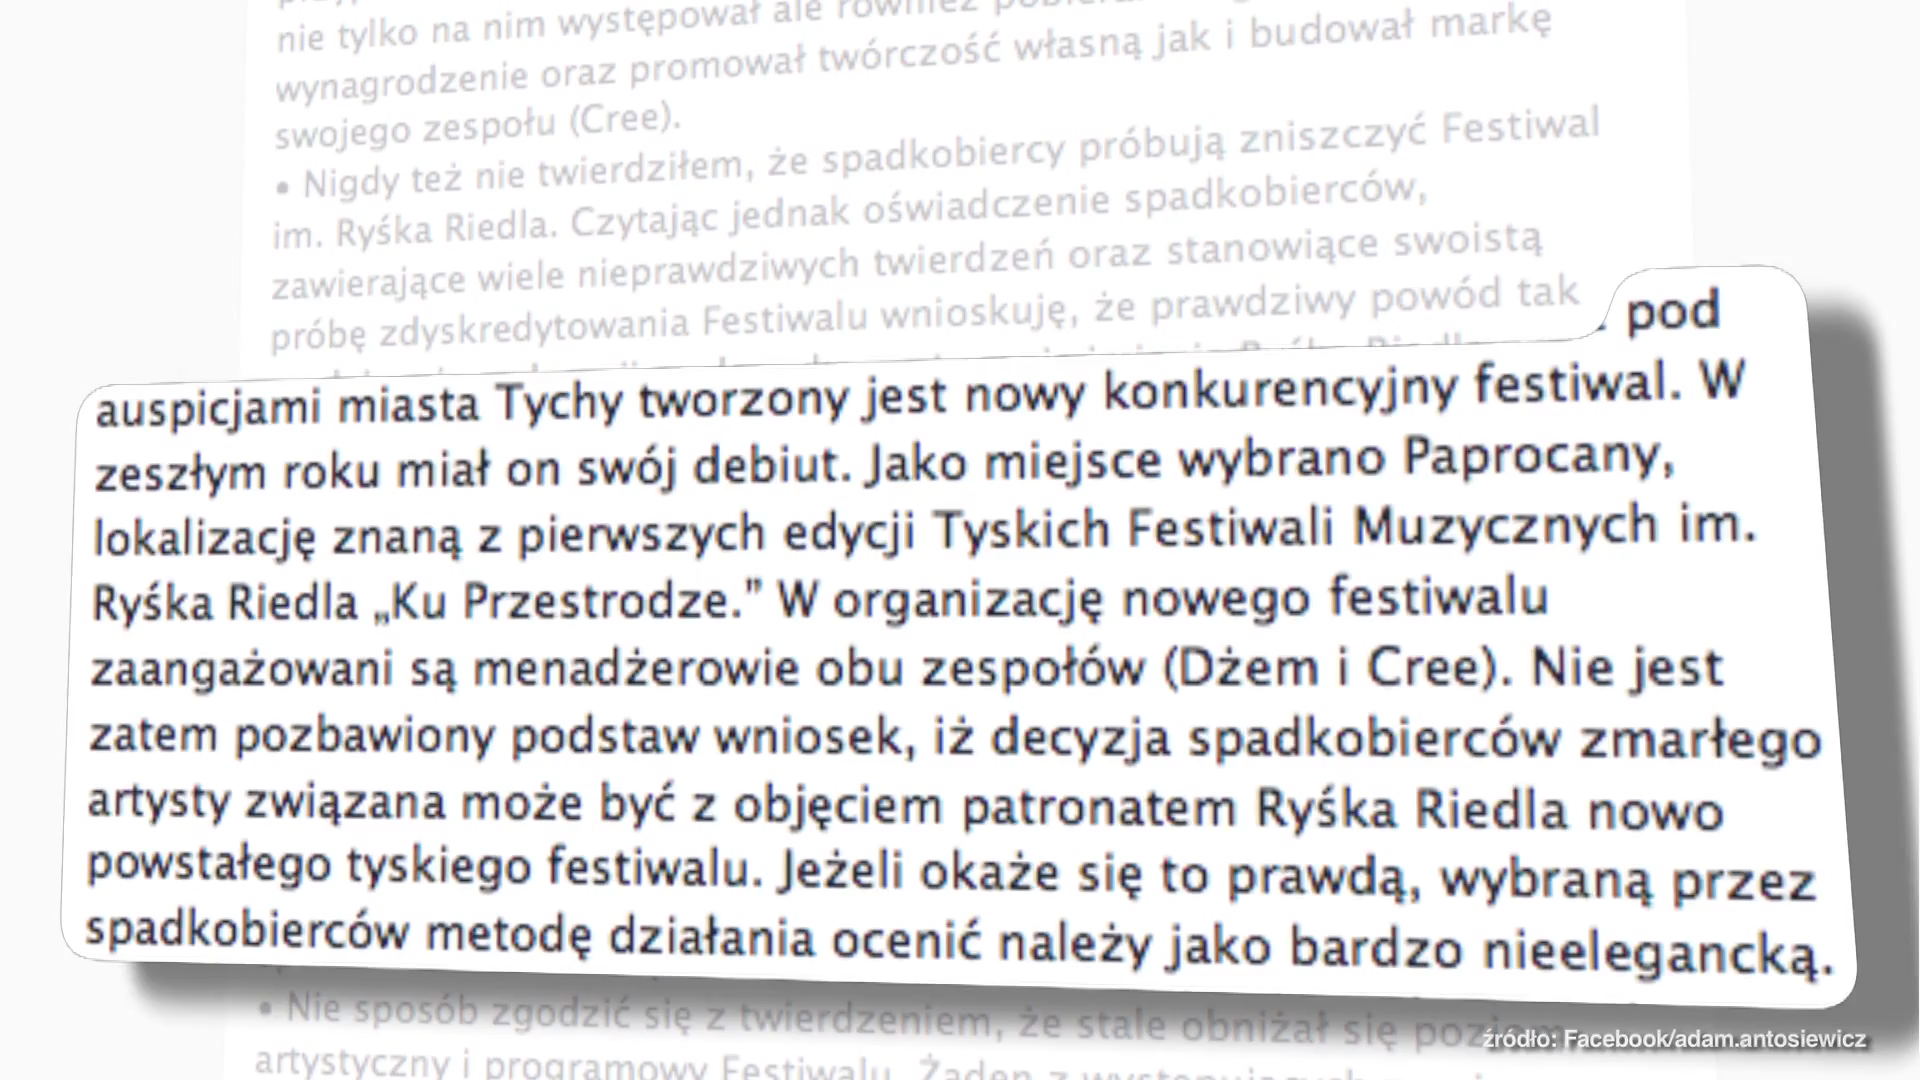 nie tylko na nim występował ale również
wynagrodzenie oraz promował twórczość własną jak i budował markę
swojego zespołu (Cree).
• Nigdy też nie twierdziłem, że spadkobiercy próbują zniszczyć Festiwal
im. Ryśka Riedla. Czytając jednak oświadczenie spadkobierców,
zawierające wiele nieprawdziwych twierdzeń oraz stanowiące swoistą
próbę zdyskredytowania Festiwalu wnioskuję, że prawdziwy powód tak
pod
auspicjami miasta Tychy tworzony jest nowy konkurencyjny festiwal. W
zeszłym roku miał on swój debiut. Jako miejsce wybrano Paprocany,
lokalizację znaną z pierwszych edycji Tyskich Festiwali Muzycznych im.
Ryśka Riedla „Ku Przestrodze.” W organizację nowego festiwalu
zaangażowani są menadżerowie obu zespołów (Dżem i Cree). Nie jest
zatem pozbawiony podstaw wniosek, iż decyzja spadkobierców zmarłego
artysty związana może być z objęciem patronatem Ryśka Riedla nowo
powstałego tyskiego festiwalu. Jeżeli okaże się to prawdą, wybraną przez
spadkobierców metodę działania ocenić należy jako bardzo nieelegancką.
• Nie sposób zgodzić się z twierdzeniem, że stale obniżał się poziom
źródło: Facebook/adam.antosiewicz
artystyczny i programowy Festiwalu. Żaden z występujących